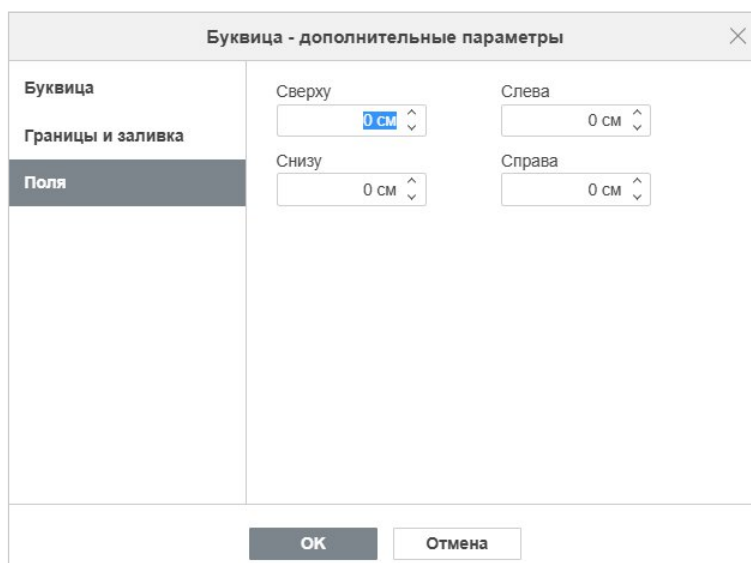 Буквица - дополнительные параметры
Буквица
Границы и заливка
Поля
Сверху
Слева
0 см
0 см
Снизу
Справа
0 см
0 см
OK
Отмена